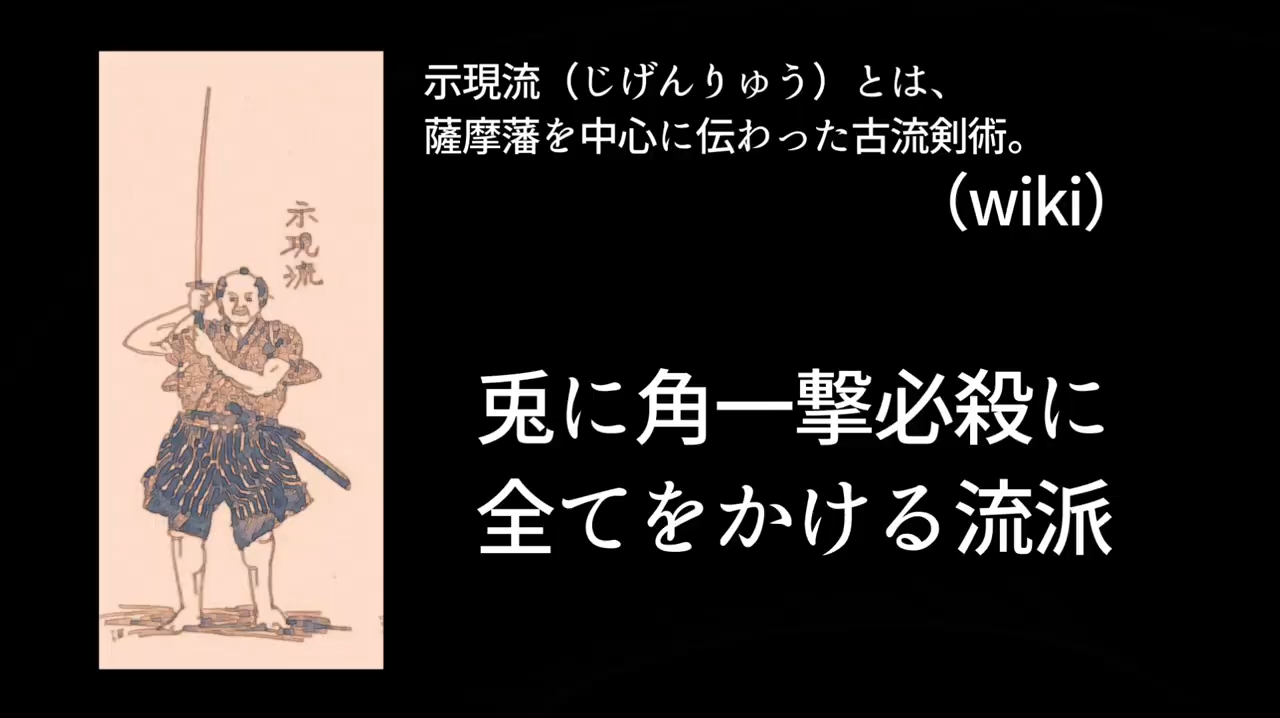 示現流（じげんりゅう）とは、
薩摩藩を中心に伝わった古流剣術。
（wiki）
兎に角一撃必殺に
全てをかける流派
示現流